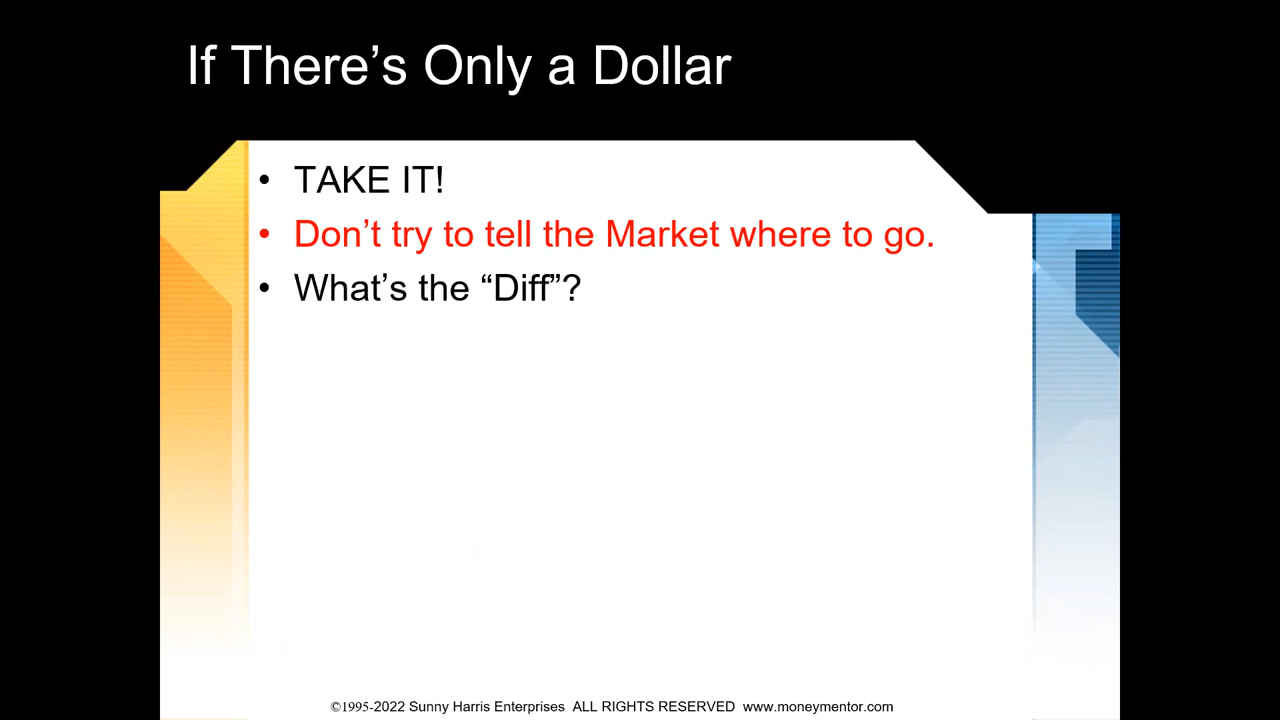 If There’s Only a Dollar
• TAKE IT!
• Don’t try to tell the Market where to go.
• What’s the “Diff”?
©1995-2022 Sunny Harris Enterprises ALL RIGHTS RESERVED www.moneymentor.com